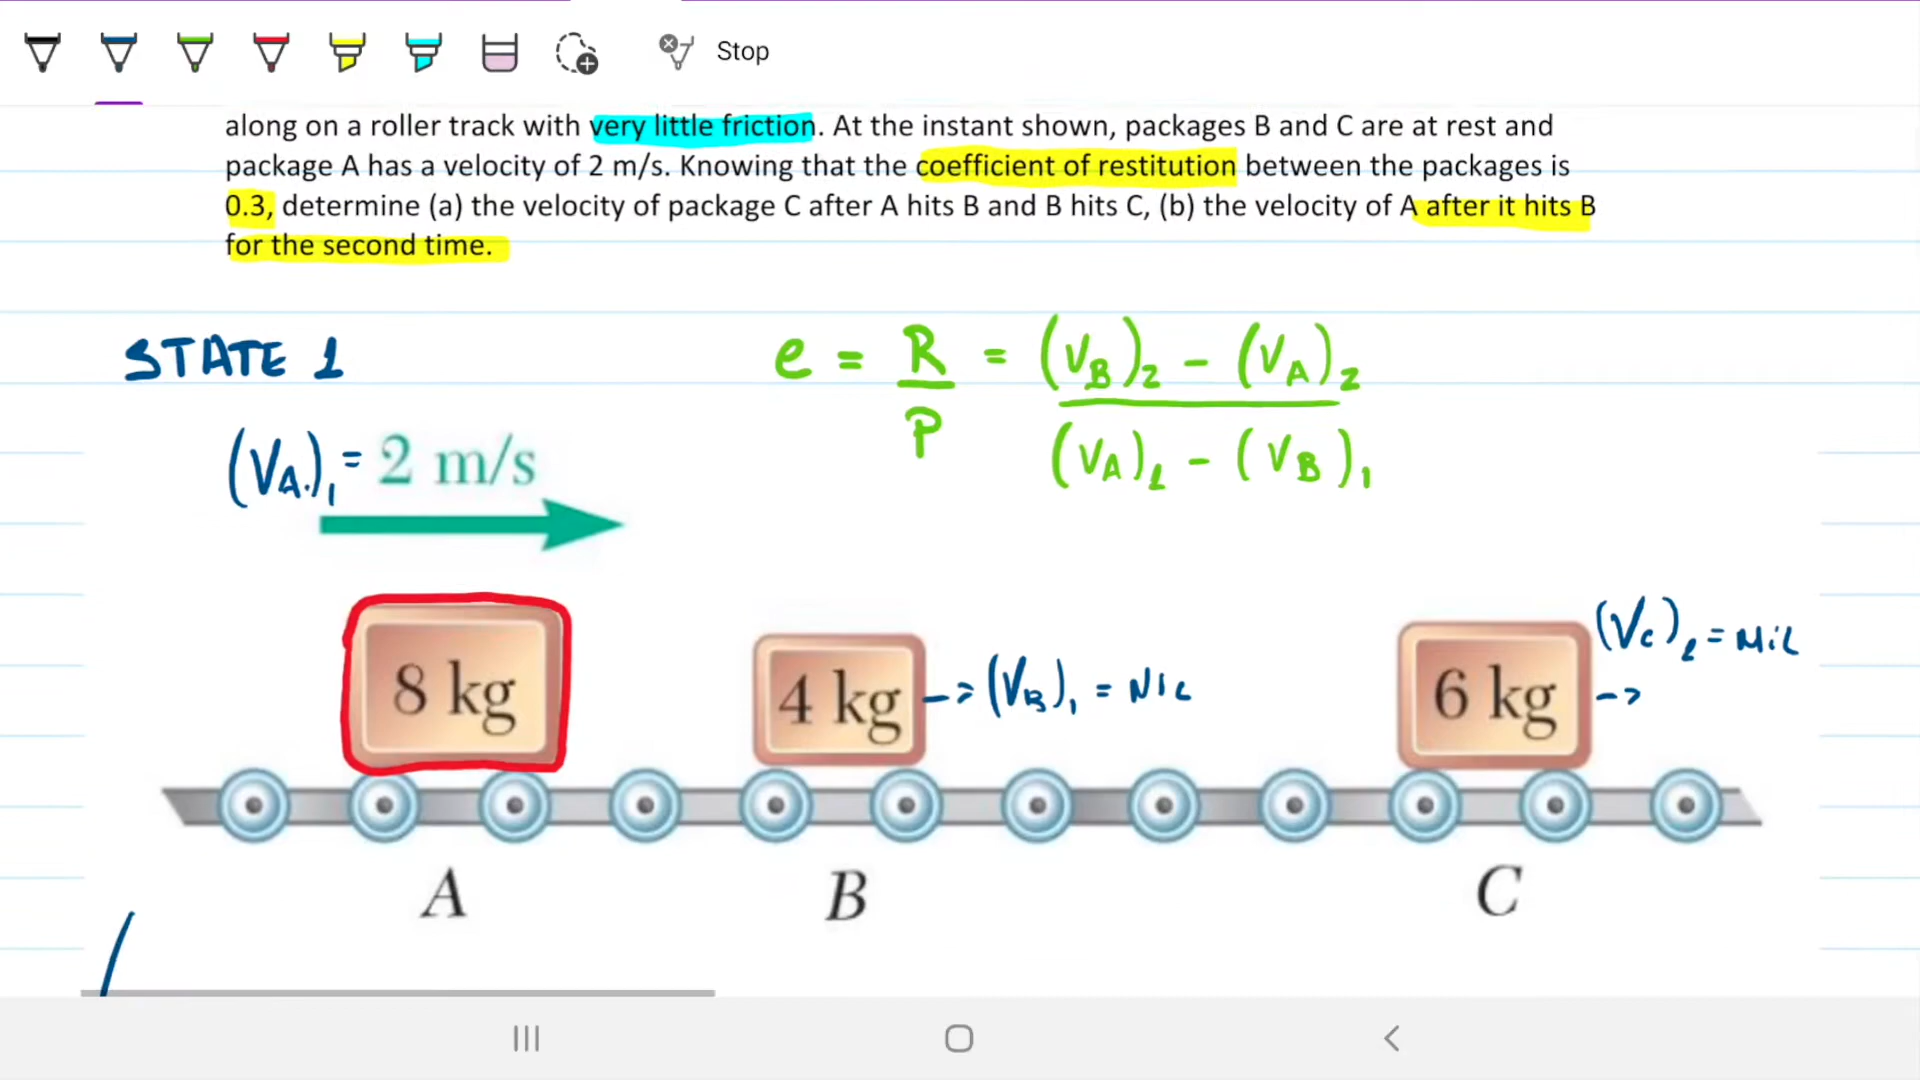 Stop
along on a roller track with very little friction. At the instant shown, packages B and C are at rest and
package A has a velocity of 2 m/s. Knowing that the coefficient of restitution between the packages is
0.3, determine (a) the velocity of package C after A hits B and B hits C, (b) the velocity of A after it hits B
for the second time.
STATE 1
e = R/P = (VB)2 - (VA)2 / (VA)1 - (VB)1
(VA)1 = 2 m/s
8 kg
4 kg -> (VB)1 = NiL
6 kg -> (Vc)1 = NiL
A B C